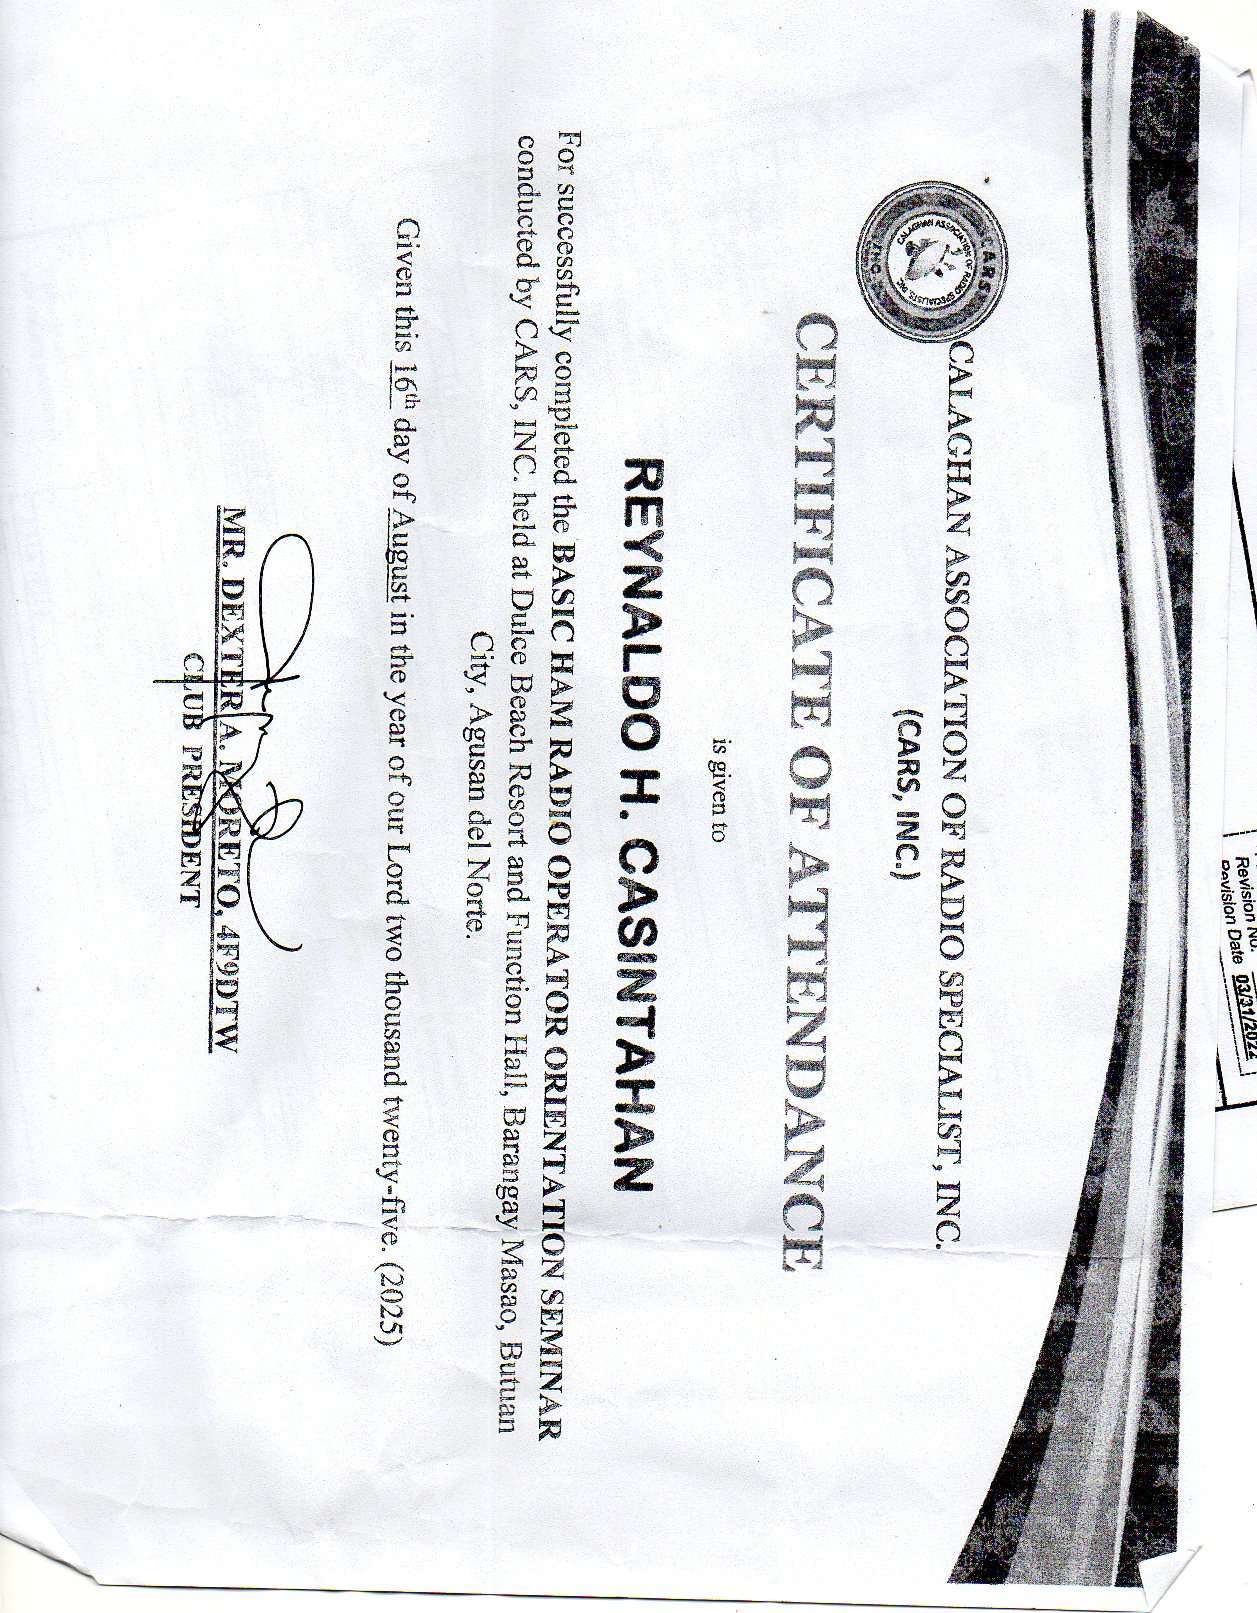 CARS
CALAGHAN ASSOCIATION OF RADIO SPECIALISTS, INC.
INC.
CALAGHAN ASSOCIATION OF RADIO SPECIALIST, INC.
(CARS, INC.)
CERTIFICATE OF ATTENDANCE
is given to
REYNALDO H. CASINTAHAN
For successfully completed the BASIC HAM RADIO OPERATOR ORIENTATION SEMINAR
conducted by CARS, INC. held at Dulce Beach Resort and Function Hall, Barangay Masao, Butuan
City, Agusan del Norte.
Given this 16th day of August in the year of our Lord two thousand twenty-five. (2025)
MR. DEXTER A. MORETO, 4F9DTW
CLUB PRESIDENT
Revision No.
Revision Date 03/31/2022